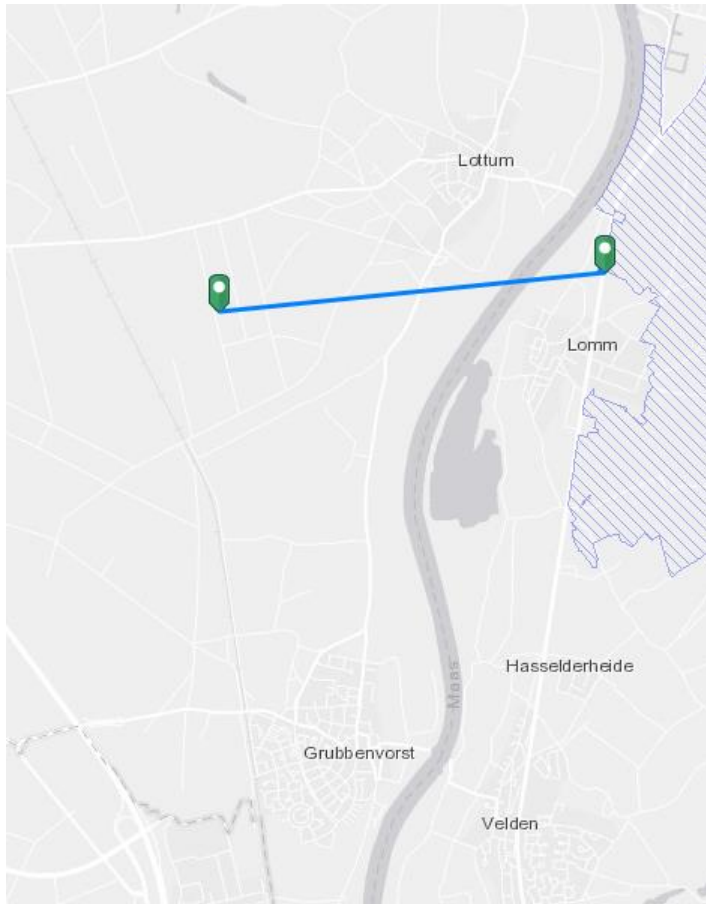 Lottum
Lomm
Hasselderheide
Maas
Grubbenvorst
Velden